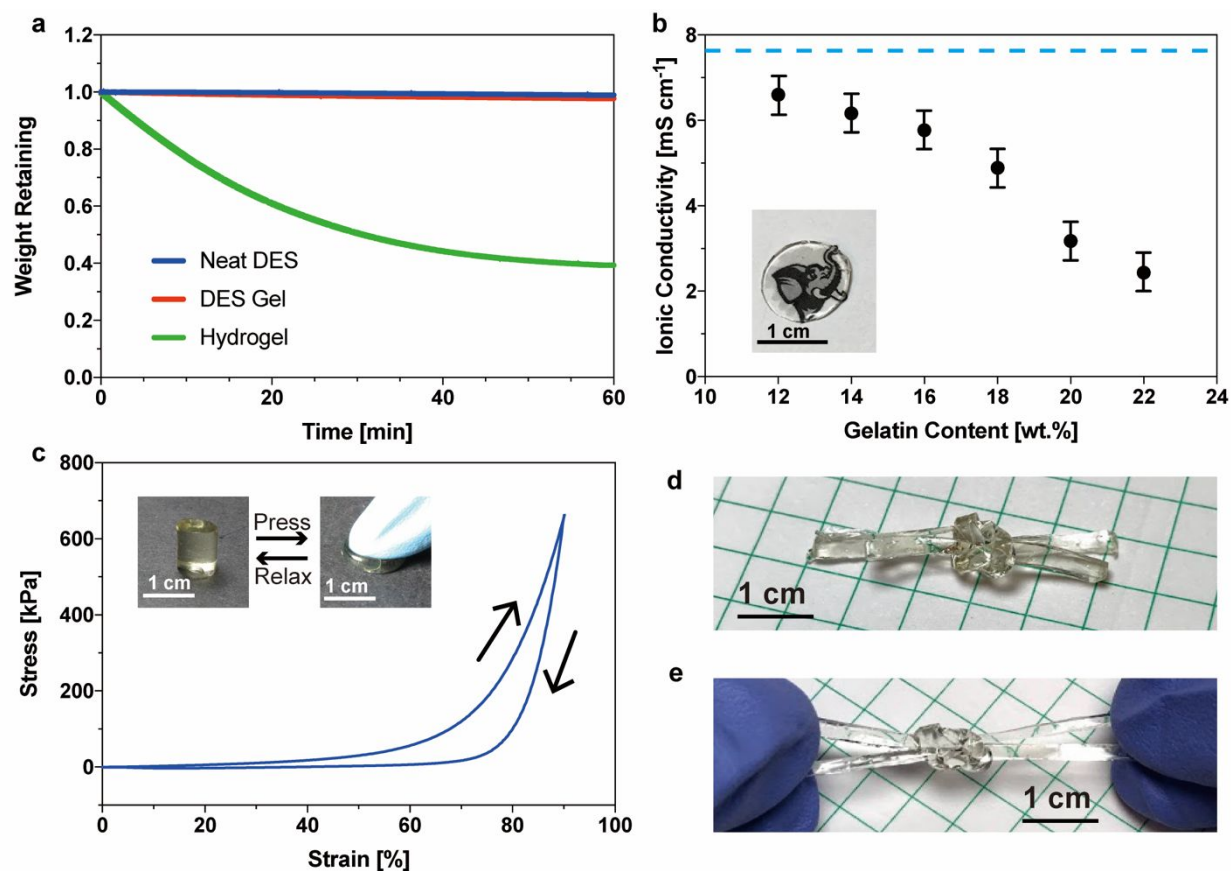 a
1.2
1.0
0.8
0.6
0.4
0.2
0.0
Weight Retaining
Neat DES
DES Gel
Hydrogel
0
20
40
60
Time [min]
b
8
6
4
2
0
Ionic Conductivity [mS cm⁻¹]
1 cm
10
12
14
16
18
20
22
24
Gelatin Content [wt.%]
c
800
600
400
200
0
Stress [kPa]
Press
Relax
1 cm
1 cm
0
20
40
60
80
100
Strain [%]
d
1 cm
e
1 cm